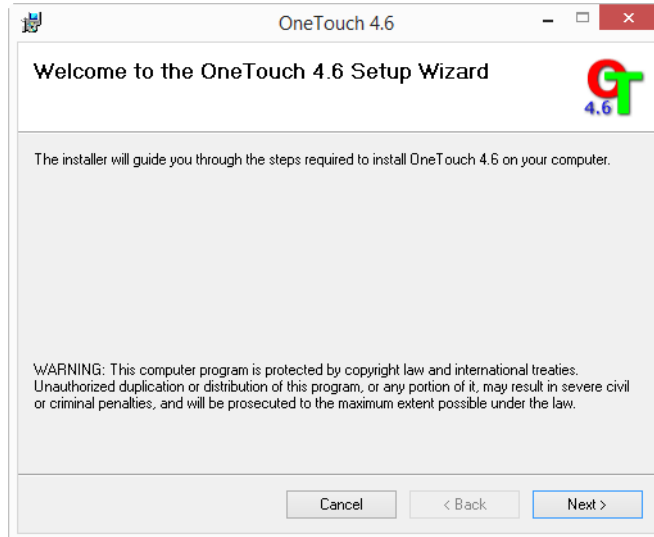 OneTouch 4.6
Welcome to the OneTouch 4.6 Setup Wizard
OT
4.6
The installer will guide you through the steps required to install OneTouch 4.6 on your computer.
WARNING: This computer program is protected by copyright law and international treaties.
Unauthorized duplication or distribution of this program, or any portion of it, may result in severe civil
or criminal penalties, and will be prosecuted to the maximum extent possible under the law.
Cancel
< Back
Next >